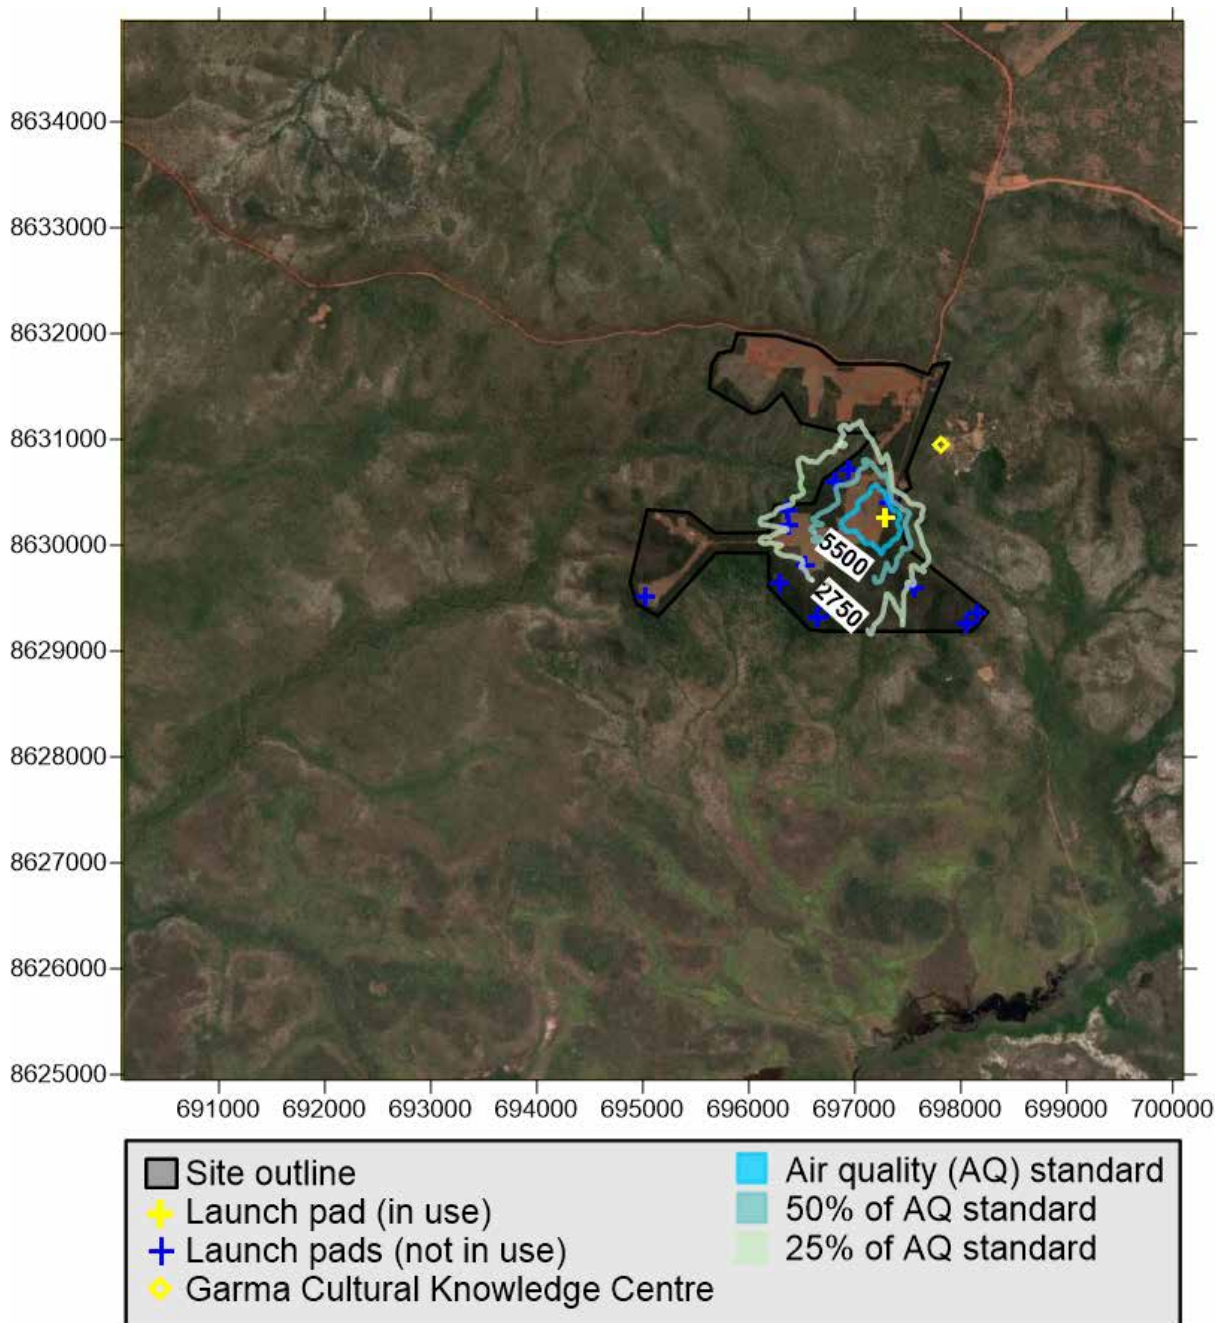 8634000
8633000
8632000
8631000
8630000
8629000
8628000
8627000
8626000
8625000
5500
2750
691000 692000 693000 694000 695000 696000 697000 698000 699000 700000
Site outline
Launch pad (in use)
Launch pads (not in use)
Garma Cultural Knowledge Centre
Air quality (AQ) standard
50% of AQ standard
25% of AQ standard